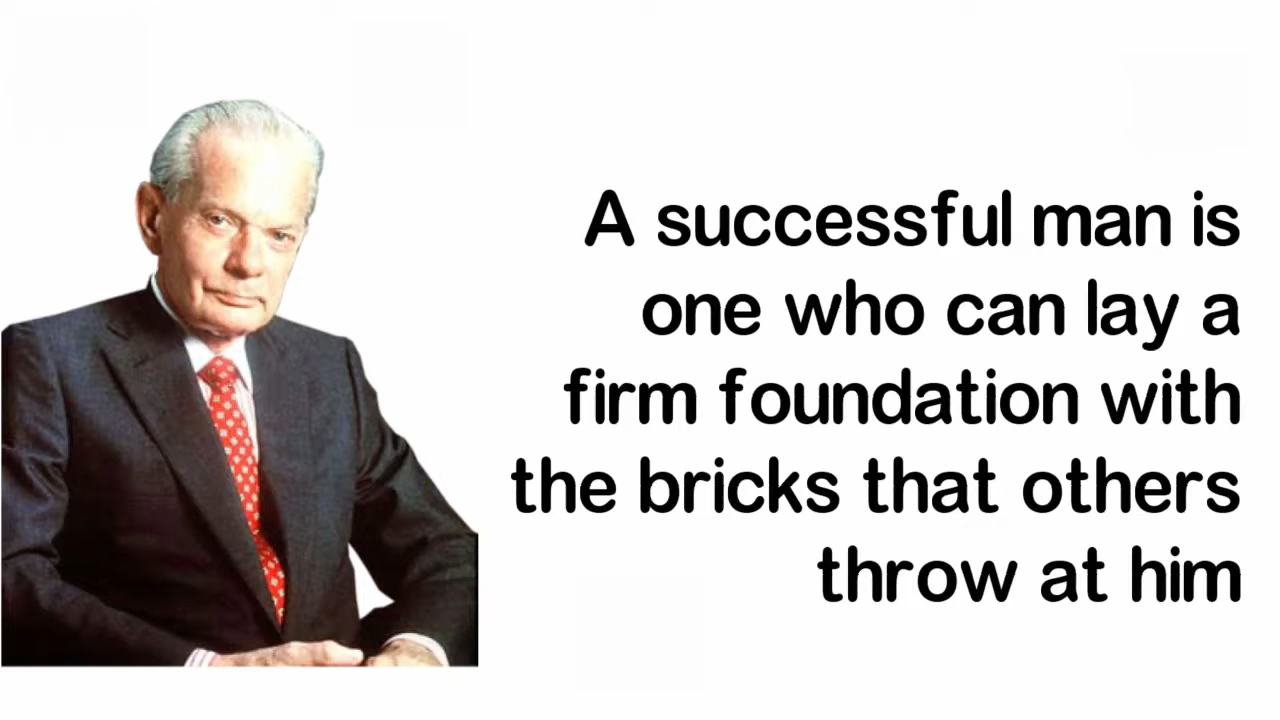 A successful man is
one who can lay a
firm foundation with
the bricks that others
throw at him